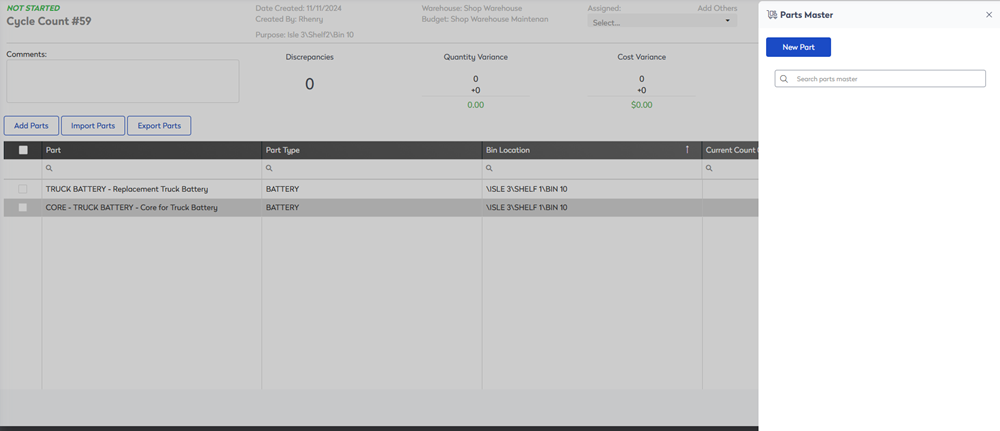 NOT STARTED
Cycle Count #59
Date Created: 11/11/2024
Created By: Rhenry
Purpose: Isle 3\Shelf2\Bin 10
Warehouse: Shop Warehouse
Budget: Shop Warehouse Maintenan
Assigned:
Add Others
Select...
Comments:
Discrepancies
0
Quantity Variance
0
+0
0.00
Cost Variance
0
+0
$0.00
Add Parts
Import Parts
Export Parts
Part
Part Type
Bin Location
Current Count
TRUCK BATTERY - Replacement Truck Battery
BATTERY
\ISLE 3\SHELF 1\BIN 10
CORE - TRUCK BATTERY - Core for Truck Battery
BATTERY
\ISLE 3\SHELF 1\BIN 10
Parts Master
New Part
Search parts master